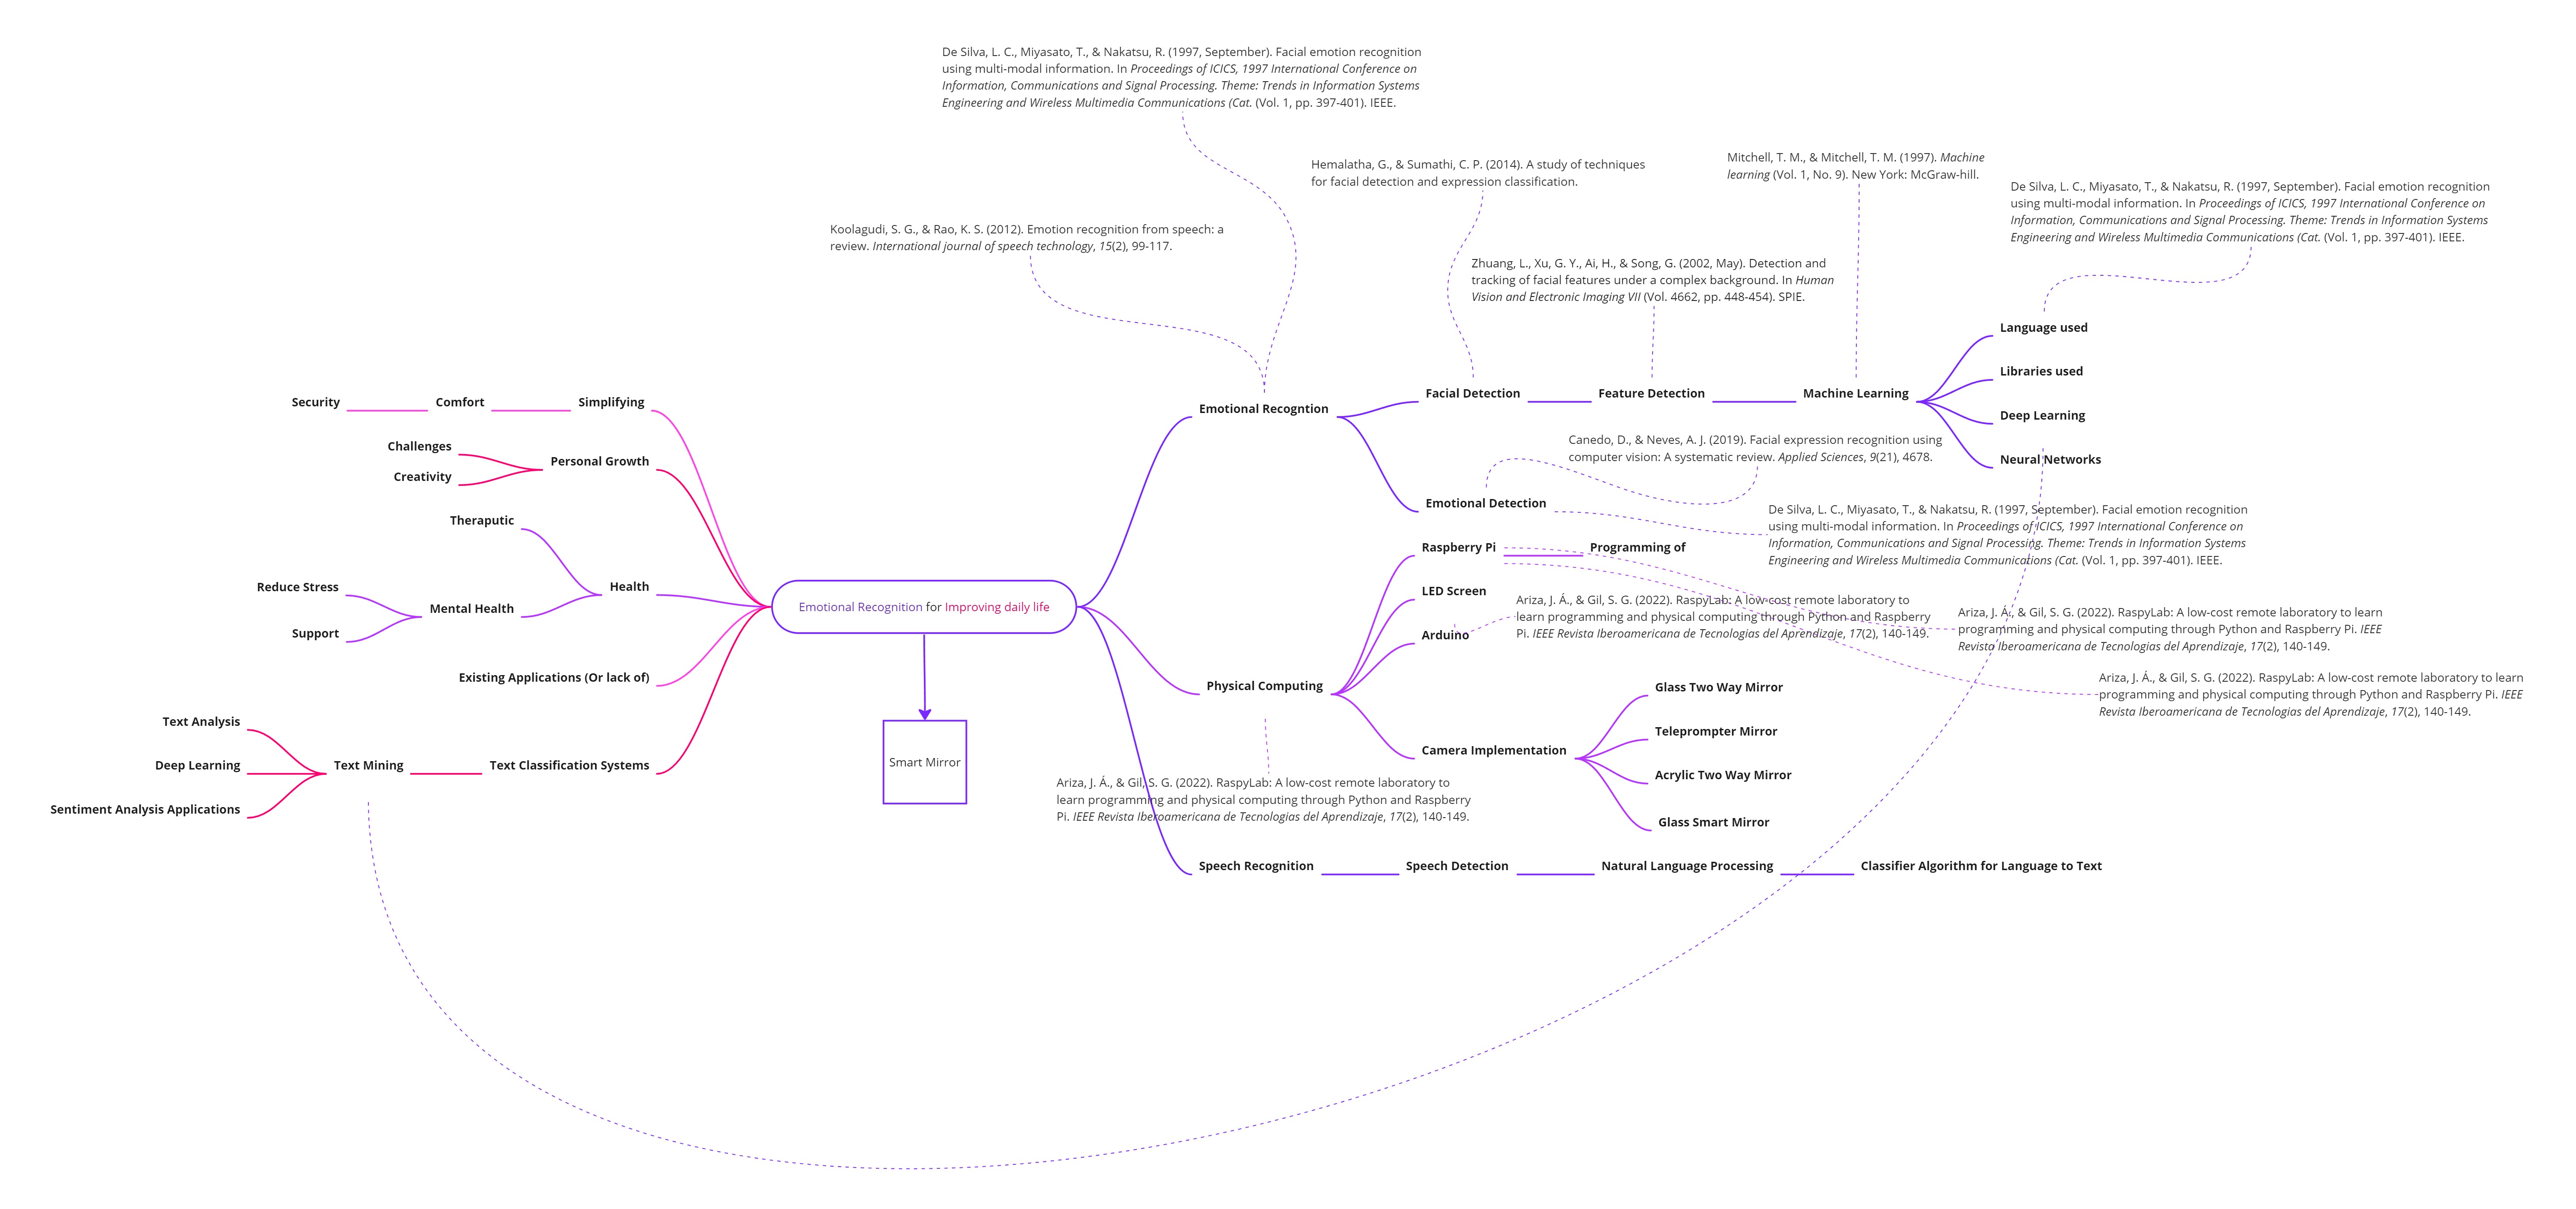 De Silva, L. C., Miyasato, T., & Nakatsu, R. (1997, September). Facial emotion recognition
using multi-modal information. In Proceedings of ICICS, 1997 International Conference on
Information, Communications and Signal Processing. Theme: Trends in Information Systems
Engineering and Wireless Multimedia Communications (Cat. (Vol. 1, pp. 397-401). IEEE.
Koolagudi, S. G., & Rao, K. S. (2012). Emotion recognition from speech: a
review. International journal of speech technology, 15(2), 99-117.
Hemalatha, G., & Sumathi, C. P. (2014). A study of techniques
for facial detection and expression classification.
Mitchell, T. M., & Mitchell, T. M. (1997). Machine
learning (Vol. 1, No. 9). New York: McGraw-hill.
De Silva, L. C., Miyasato, T., & Nakatsu, R. (1997, September). Facial emotion recognition
using multi-modal information. In Proceedings of ICICS, 1997 International Conference on
Information, Communications and Signal Processing. Theme: Trends in Information Systems
Engineering and Wireless Multimedia Communications (Cat. (Vol. 1, pp. 397-401). IEEE.
Zhuang, L., Xu, G. Y., Ai, H., & Song, G. (2002, May). Detection and
tracking of facial features under a complex background. In Human
Vision and Electronic Imaging VII (Vol. 4662, pp. 448-454). SPIE.
Security
Comfort
Simplifying
Challenges
Creativity
Personal Growth
Theraputic
Reduce Stress
Support
Mental Health
Health
Existing Applications (Or lack of)
Text Analysis
Deep Learning
Sentiment Analysis Applications
Text Mining
Text Classification Systems
Emotional Recognition for Improving daily life
Smart Mirror
Emotional Recogntion
Facial Detection
Feature Detection
Machine Learning
Language used
Libraries used
Deep Learning
Neural Networks
Canedo, D., & Neves, A. J. (2019). Facial expression recognition using
computer vision: A systematic review. Applied Sciences, 9(21), 4678.
Emotional Detection
De Silva, L. C., Miyasato, T., & Nakatsu, R. (1997, September). Facial emotion recognition
using multi-modal information. In Proceedings of ICICS, 1997 International Conference on
Information, Communications and Signal Processing. Theme: Trends in Information Systems
Engineering and Wireless Multimedia Communications (Cat. (Vol. 1, pp. 397-401). IEEE.
Physical Computing
Raspberry Pi
Programming of
LED Screen
Arduino
Ariza, J. Á., & Gil, S. G. (2022). RaspyLab: A low-cost remote laboratory to
learn programming and physical computing through Python and Raspberry
Pi. IEEE Revista Iberoamericana de Tecnologias del Aprendizaje, 17(2), 140-149.
Ariza, J. Á., & Gil, S. G. (2022). RaspyLab: A low-cost remote laboratory to learn
programming and physical computing through Python and Raspberry Pi. IEEE
Revista Iberoamericana de Tecnologias del Aprendizaje, 17(2), 140-149.
Ariza, J. Á., & Gil, S. G. (2022). RaspyLab: A low-cost remote laboratory to learn
programming and physical computing through Python and Raspberry Pi. IEEE
Revista Iberoamericana de Tecnologias del Aprendizaje, 17(2), 140-149.
Camera Implementation
Glass Two Way Mirror
Teleprompter Mirror
Acrylic Two Way Mirror
Glass Smart Mirror
Ariza, J. Á., & Gil, S. G. (2022). RaspyLab: A low-cost remote laboratory to
learn programming and physical computing through Python and Raspberry
Pi. IEEE Revista Iberoamericana de Tecnologias del Aprendizaje, 17(2), 140-149.
Speech Recognition
Speech Detection
Natural Language Processing
Classifier Algorithm for Language to Text